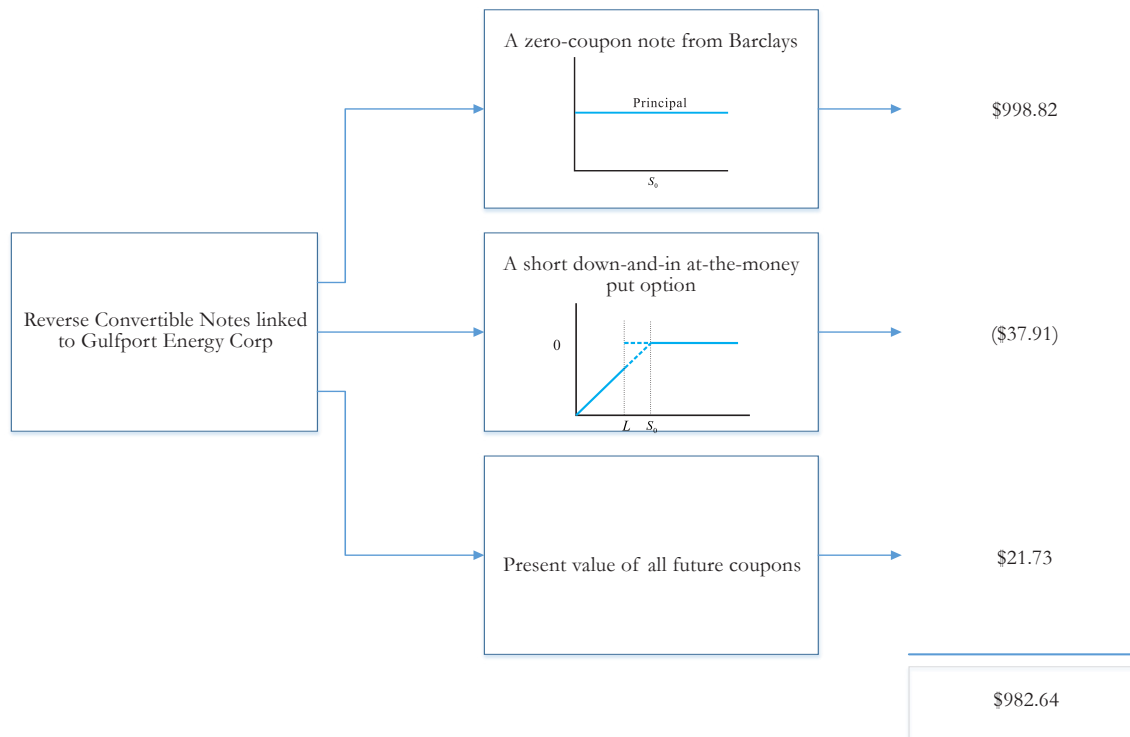 A zero-coupon note from Barclays
Principal
S₀
$998.82
Reverse Convertible Notes linked
to Gulfport Energy Corp
A short down-and-in at-the-money
put option
0
L S₀
($37.91)
Present value of all future coupons
$21.73
$982.64